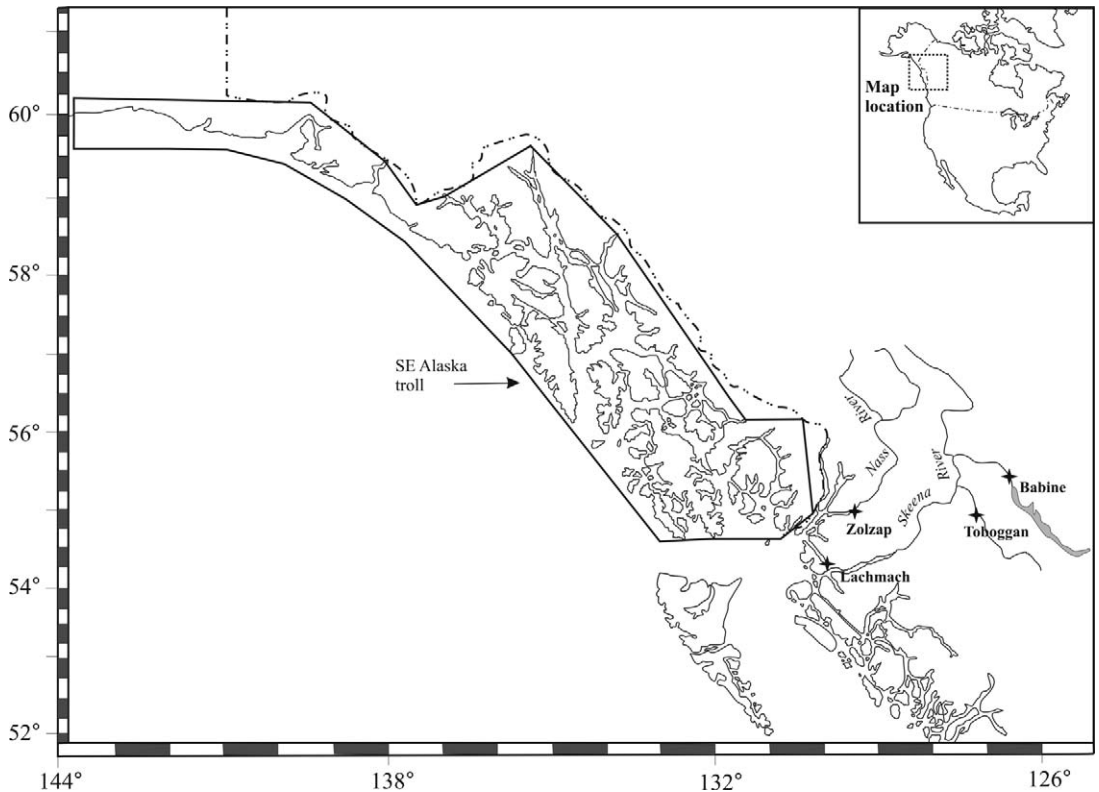 Map
location
60°
58°
56°
54°
52°
SE Alaska
troll
River
Nass
River
Skeena
Babine
Zolzap
Toboggan
Lachmach
144°
138°
132°
126°